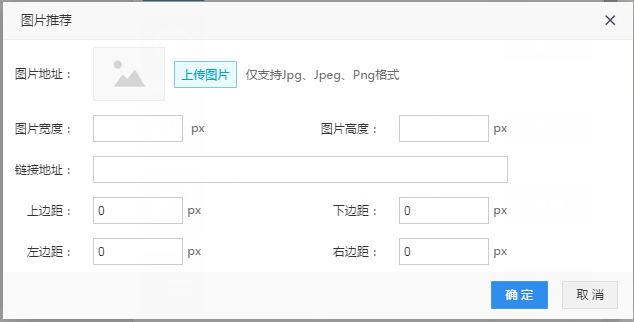 图片推荐
图片地址： 上传图片 仅支持Jpg、Jpeg、Png格式
图片宽度： px 图片高度： px
链接地址：
上边距： 0 px 下边距： 0 px
左边距： 0 px 右边距： 0 px
确定 取消